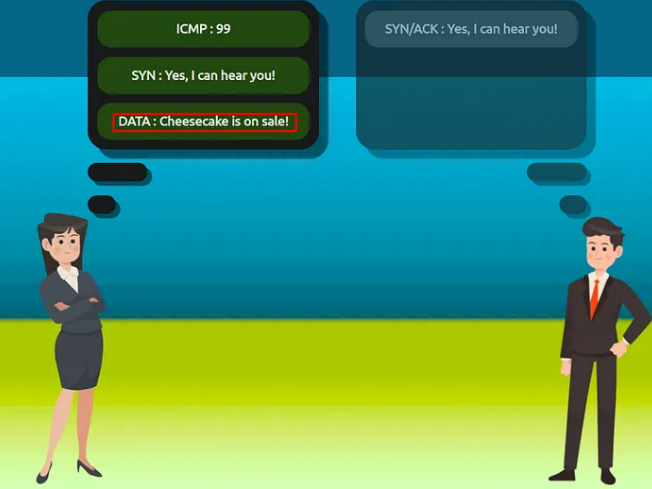 ICMP : 99
SYN : Yes, I can hear you!
DATA : Cheesecake is on sale!
SYN/ACK : Yes, I can hear you!